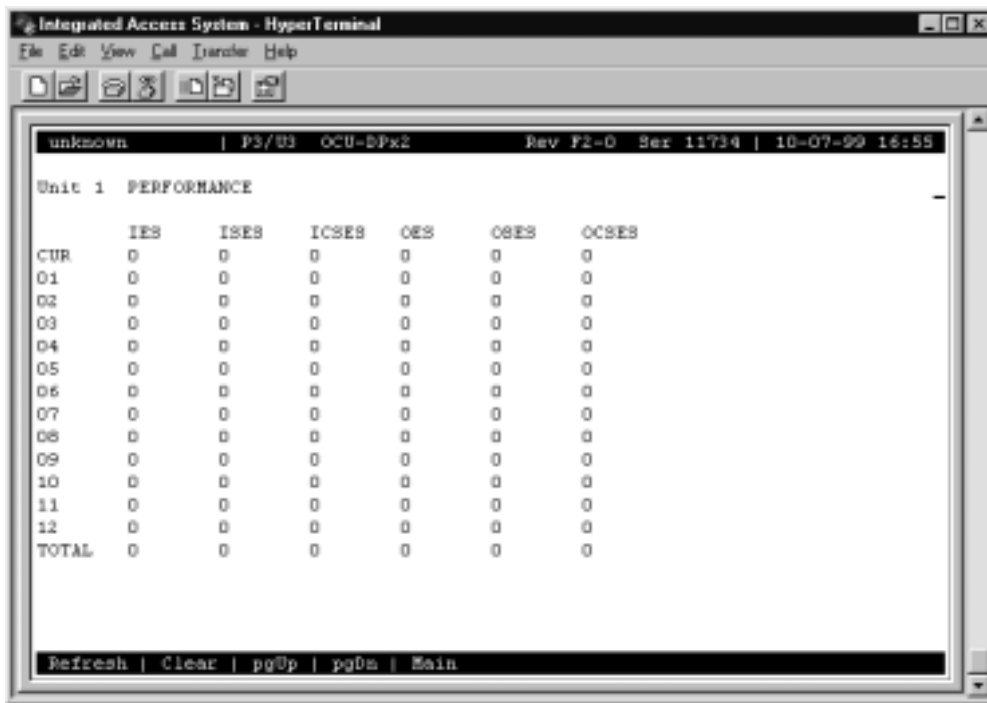 Integrated Access System - HyperTerminal
File Edit View Call Transfer Help
unknown | P3/U3 OCU-DPx2 Rev F2-0 Ser 11734 | 10-07-99 16:55
Unit 1 PERFORMANCE
IES ISES ICSES OES OSES OCSES
CUR 0 0 0 0 0 0
01 0 0 0 0 0 0
02 0 0 0 0 0 0
03 0 0 0 0 0 0
04 0 0 0 0 0 0
05 0 0 0 0 0 0
06 0 0 0 0 0 0
07 0 0 0 0 0 0
08 0 0 0 0 0 0
09 0 0 0 0 0 0
10 0 0 0 0 0 0
11 0 0 0 0 0 0
12 0 0 0 0 0 0
TOTAL 0 0 0 0 0 0
Refresh | Clear | pgUp | pgDn | Main